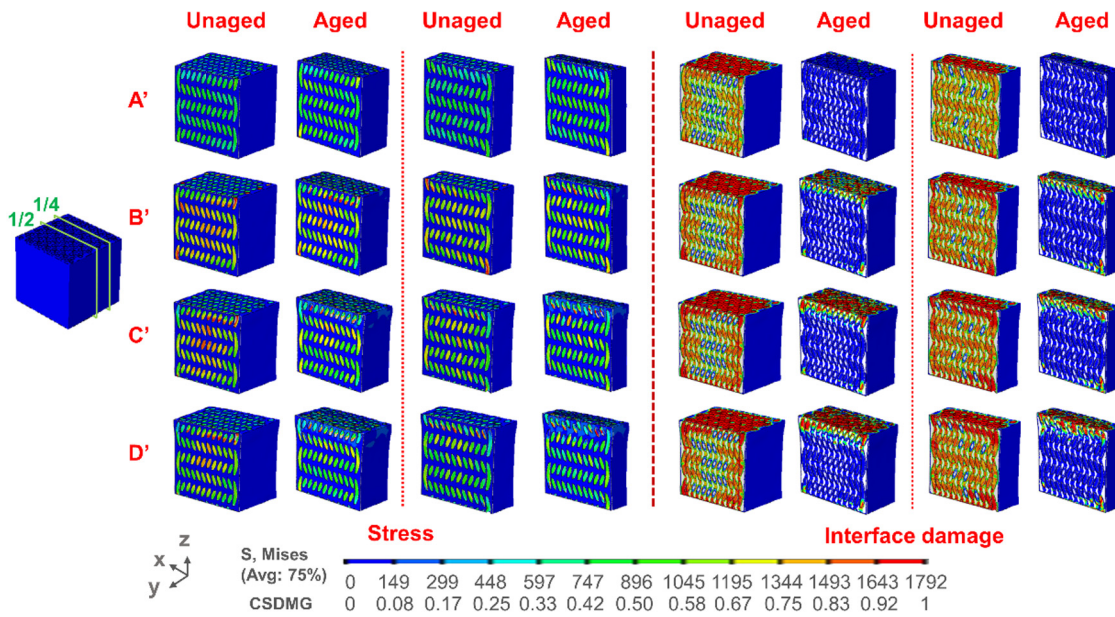 Unaged Aged Unaged Aged Unaged Aged Unaged Aged
A'
B'
1/4
1/2
C'
D'
Stress Interface damage
z
x
y
S, Mises
(Avg: 75%)
0 149 299 448 597 747 896 1045 1195 1344 1493 1643 1792
CSDMG 0 0.08 0.17 0.25 0.33 0.42 0.50 0.58 0.67 0.75 0.83 0.92 1